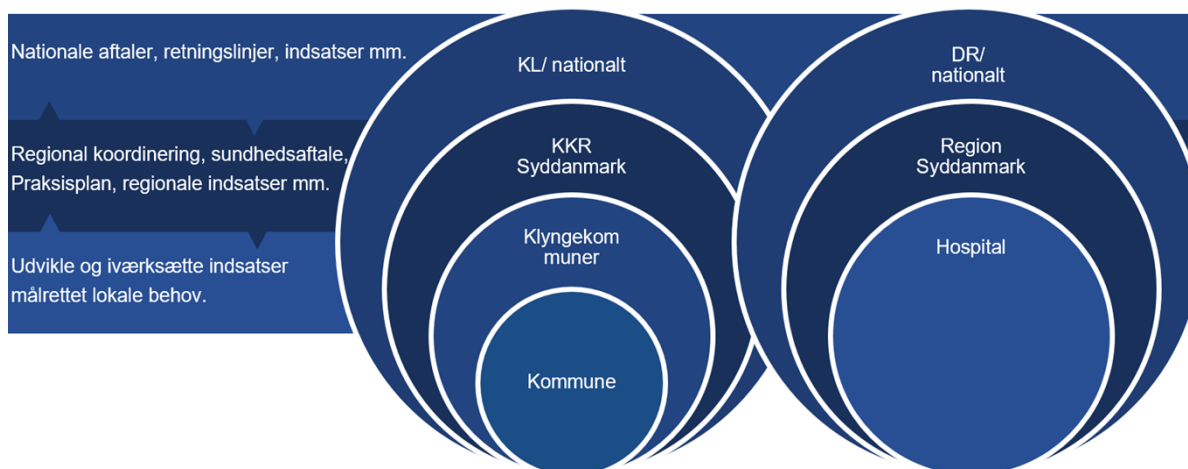 Nationale aftaler, retningslinjer, indsatser mm.
Regional koordinering, sundhedsaftale,
Praksisplan, regionale indsatser mm.
Udvikle og iværksætte indsatser
målrettet lokale behov.
KL/ nationalt
KKR
Syddanmark
Klyngekom
muner
Kommune
DR/
nationalt
Region
Syddanmark
Hospital